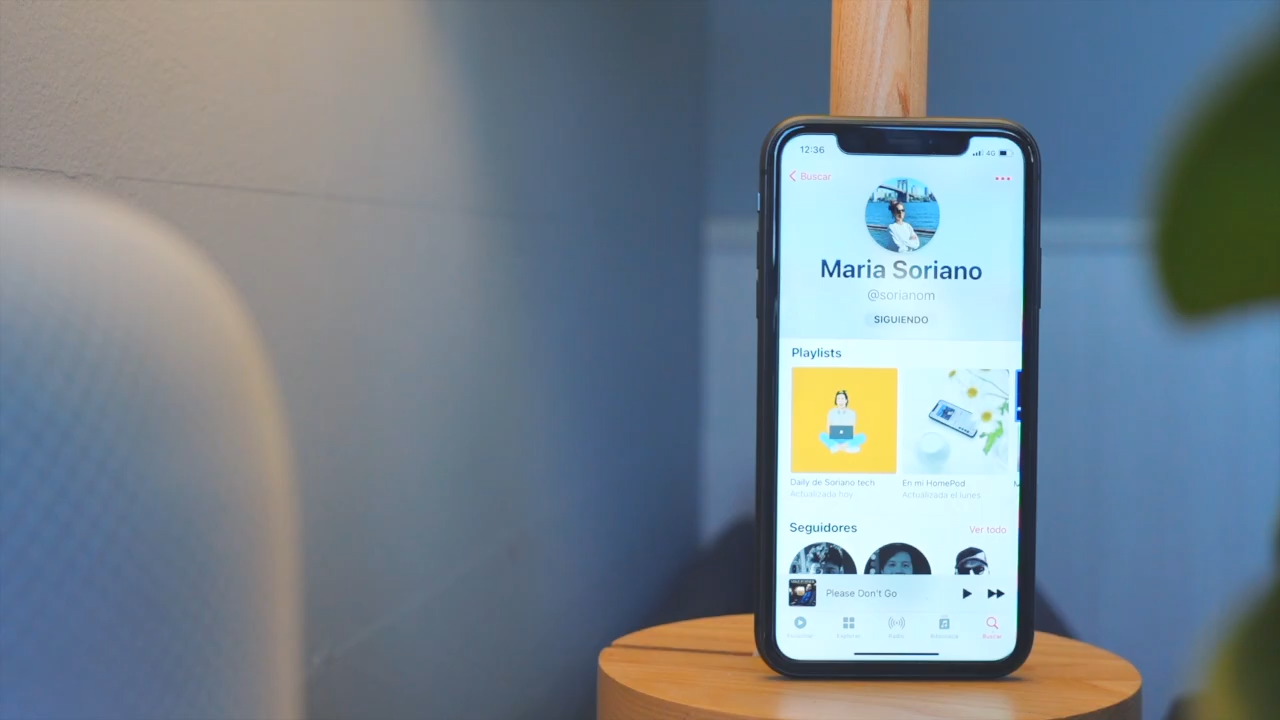 12:36
4G
Buscar
Maria Soriano
@sorianom
SIGUIENDO
Playlists
Daily de Soriano tech
Actualizada hoy
En mi HomePod
Actualizada el lunes
Seguidores
Ver todo
Please Don't Go
Radio
Buscar